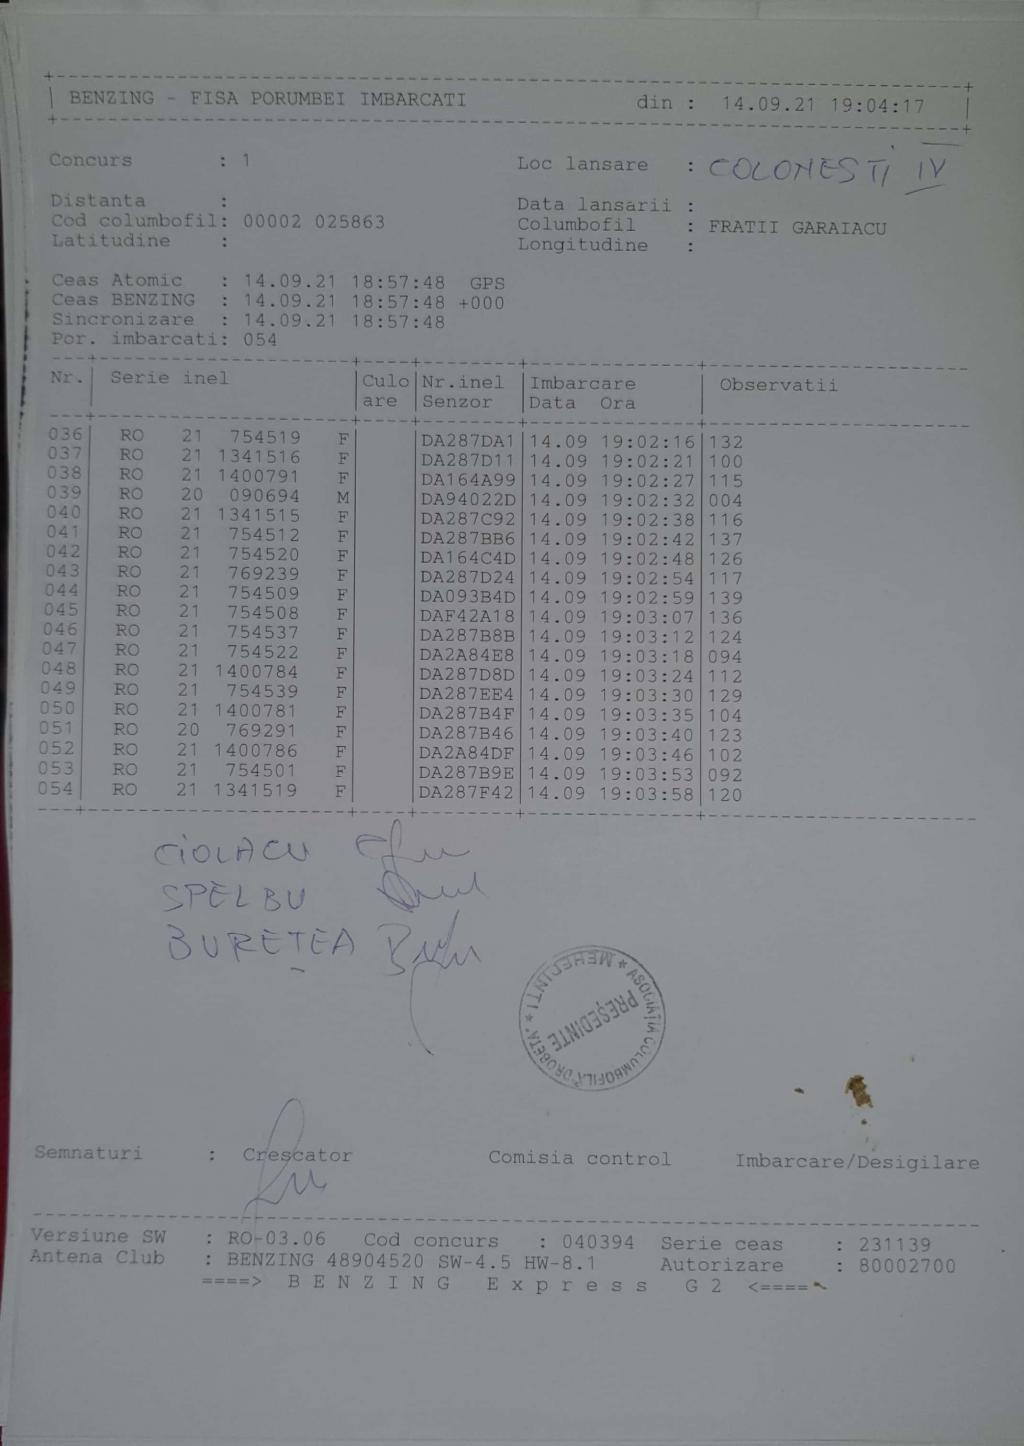 BENZING - FISA PORUMBEI IMBARCATI din : 14.09.21 19:04:17
Concurs : 1 Loc lansare : COLONESTI IV
Distanta : Data lansarii :
Cod columbofil: 00002 025863 Columbofil : FRATII GARAIACU
Latitudine : Longitudine :
Ceas Atomic : 14.09.21 18:57:48 GPS
Ceas BENZING : 14.09.21 18:57:48 +000
Sincronizare : 14.09.21 18:57:48
Por. imbarcati: 054
Nr. Serie inel Culo Nr.inel Imbarcare Observatii
are Senzor Data Ora
036 RO 21 754519 F DA287DA1 14.09 19:02:16 132
037 RO 21 1341516 F DA287D11 14.09 19:02:21 100
038 RO 21 1400791 F DA164A99 14.09 19:02:27 115
039 RO 20 090694 M DA94022D 14.09 19:02:32 004
040 RO 21 1341515 F DA287C92 14.09 19:02:38 116
041 RO 21 754512 F DA287BB6 14.09 19:02:42 137
042 RO 21 754520 F DA164C4D 14.09 19:02:48 126
043 RO 21 769239 F DA287D24 14.09 19:02:54 117
044 RO 21 754509 F DA093B4D 14.09 19:02:59 139
045 RO 21 754508 F DAF42A18 14.09 19:03:07 136
046 RO 21 754537 F DA287B8B 14.09 19:03:12 124
047 RO 21 754522 F DA2A84E8 14.09 19:03:18 094
048 RO 21 1400784 F DA287D8D 14.09 19:03:24 112
049 RO 21 754539 F DA287EE4 14.09 19:03:30 129
050 RO 21 1400781 F DA287B4F 14.09 19:03:35 104
051 RO 20 769291 F DA287B46 14.09 19:03:40 123
052 RO 21 1400786 F DA2A84DF 14.09 19:03:46 102
053 RO 21 754501 F DA287B9E 14.09 19:03:53 092
054 RO 21 1341519 F DA287F42 14.09 19:03:58 120
CIOLACU
SPELBU
BUREȚEA
ASOCIAȚIA COLUMBOFILĂ "DROBETA" * MEHEDINTI *
PREȘEDINTE
Semnaturi : Crescator Comisia control Imbarcare/Desigilare
Versiune SW : RO-03.06 Cod concurs : 040394 Serie ceas : 231139
Antena Club : BENZING 48904520 SW-4.5 HW-8.1 Autorizare : 80002700
====> B E N Z I N G E x p r e s s G 2 <====